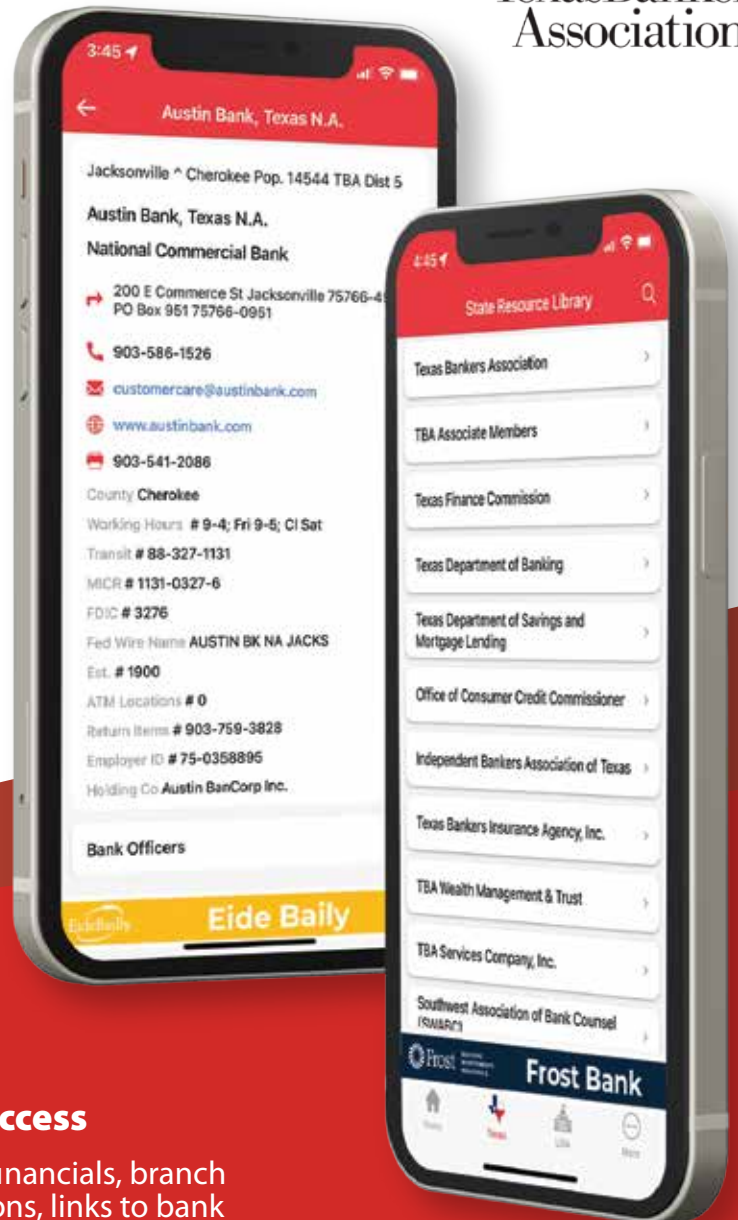 Association
3:45
Austin Bank, Texas N.A.
Jacksonville ^ Cherokee Pop. 14544 TBA Dist 5
Austin Bank, Texas N.A.
National Commercial Bank
200 E Commerce St Jacksonville 75766-4
PO Box 951 75766-0951
903-586-1526
customercare@austinbank.com
www.austinbank.com
903-541-2086
County Cherokee
Working Hours # 9-4; Fri 9-5; Cl Sat
Transit # 88-327-1131
MICR # 1131-0327-6
FDIC # 3276
Fed Wire Name AUSTIN BK NA JACKS
Est. # 1900
ATM Locations # 0
Return Items # 903-759-3828
Employer ID # 75-0358895
Holding Co Austin BanCorp Inc.
Bank Officers
EideBailly
Eide Baily
4:45
State Resource Library
Texas Bankers Association
TBA Associate Members
Texas Finance Commission
Texas Department of Banking
Texas Department of Savings and
Mortgage Lending
Office of Consumer Credit Commissioner
Independent Bankers Association of Texas
Texas Bankers Insurance Agency, Inc.
TBA Wealth Management & Trust
TBA Services Company, Inc.
Southwest Association of Bank Counsel
(SWABC)
Frost
Frost Bank
Home
Texas
USA
More
ccess
inancials, branch
ons, links to bank